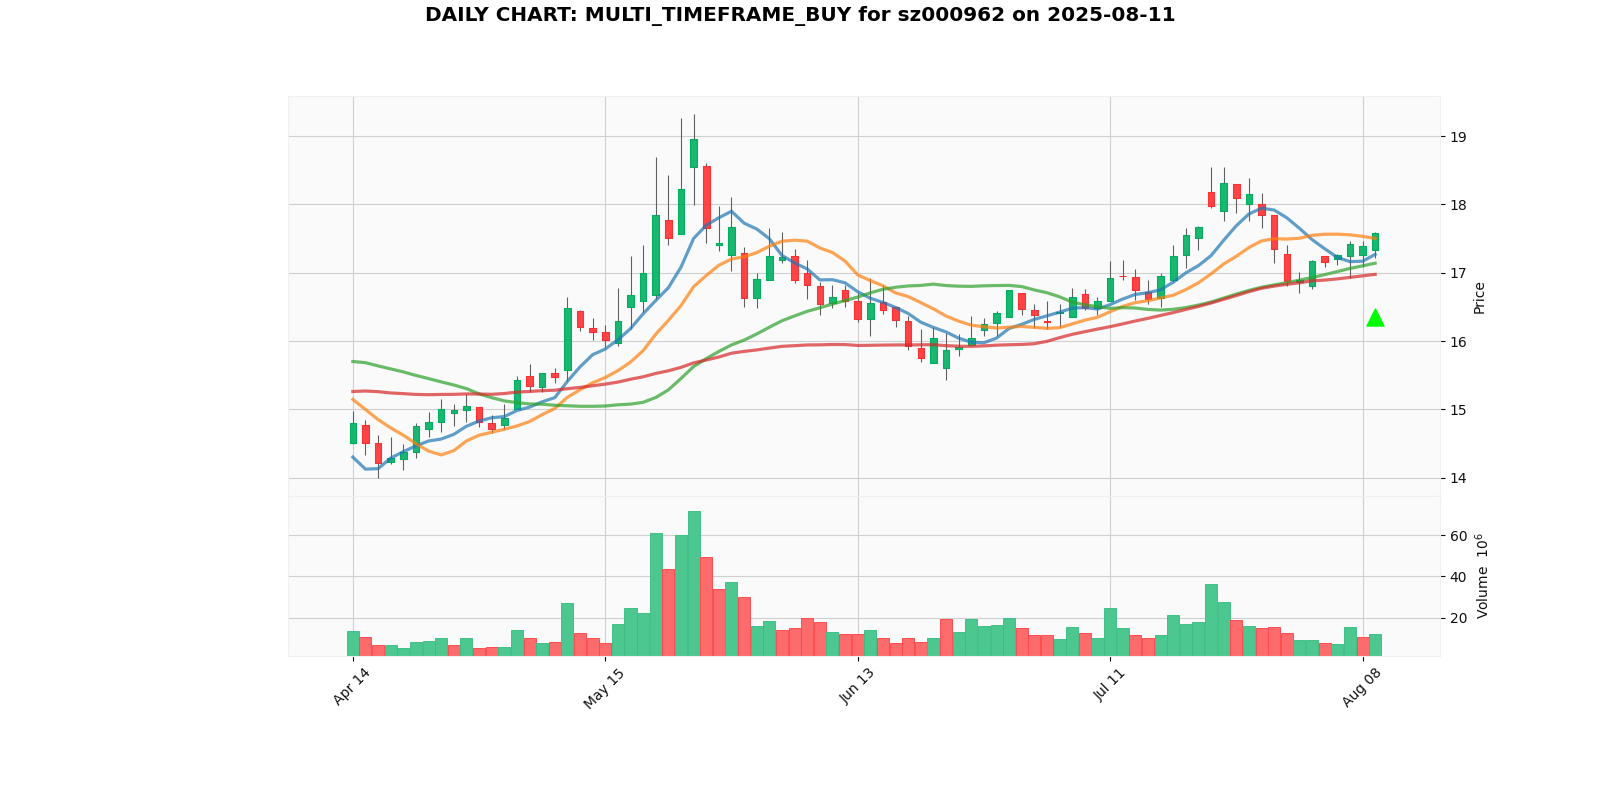 DAILY CHART: MULTI_TIMEFRAME_BUY for sz000962 on 2025-08-11
19
18
17
16
15
14
Price
60
40
20
Volume 10^6
Apr 14
May 15
Jun 13
Jul 11
Aug 08